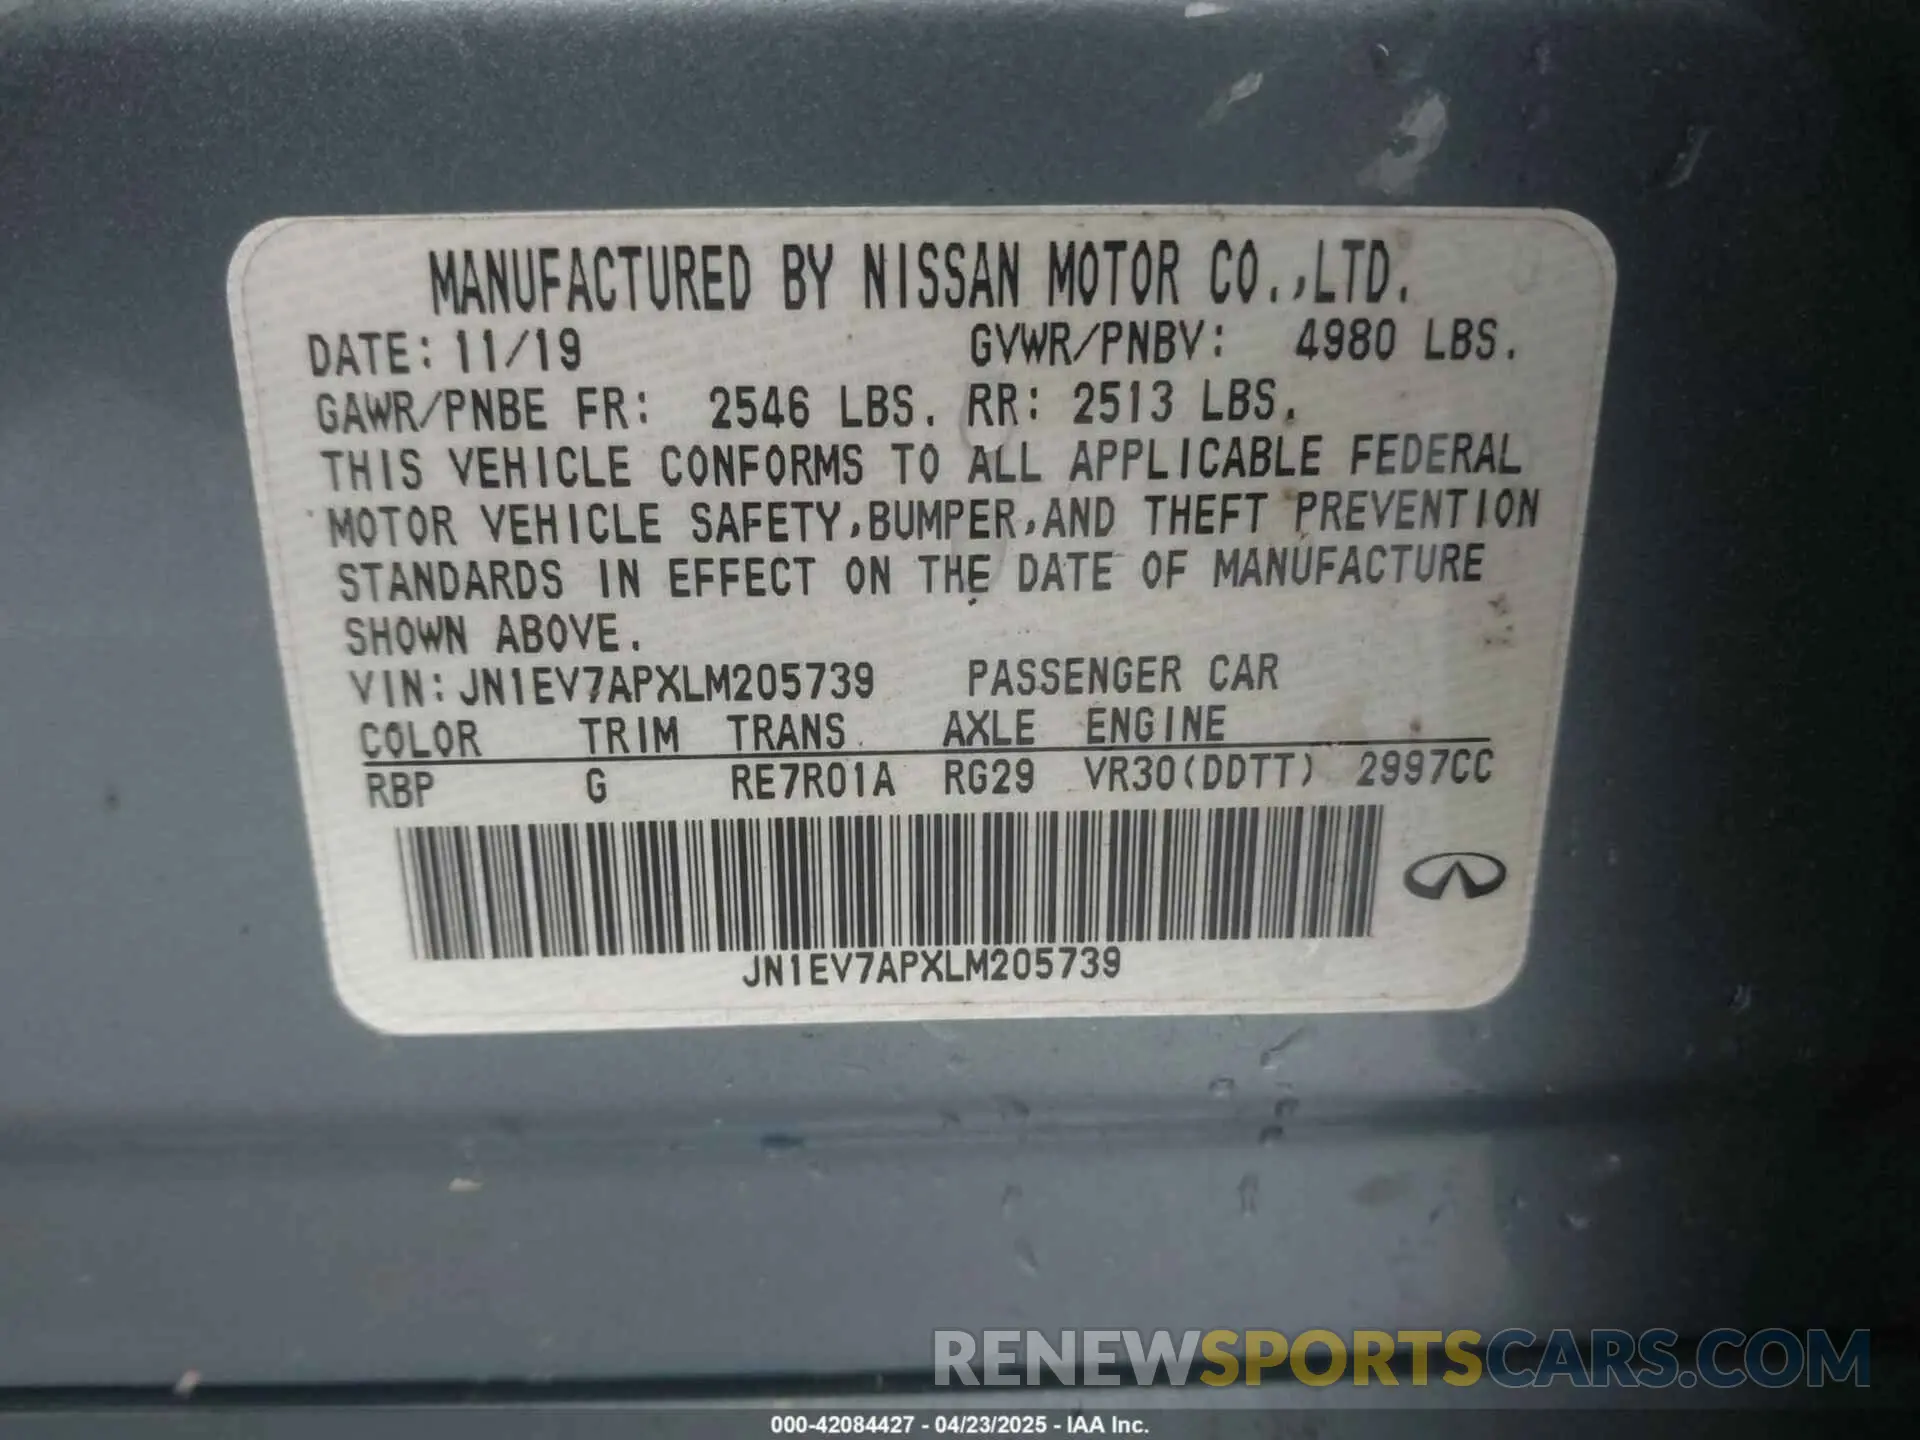 MANUFACTURED BY NISSAN MOTOR CO.,LTD.
DATE: 11/19 GVWR/PNBV: 4980 LBS.
GAWR/PNBE FR: 2546 LBS. RR: 2513 LBS.
THIS VEHICLE CONFORMS TO ALL APPLICABLE FEDERAL
MOTOR VEHICLE SAFETY,BUMPER,AND THEFT PREVENTION
STANDARDS IN EFFECT ON THE DATE OF MANUFACTURE
SHOWN ABOVE.
VIN: JN1EV7APXLM205739 PASSENGER CAR
COLOR TRIM TRANS AXLE ENGINE
RBP G RE7R01A RG29 VR30(DDTT) 2997CC
JN1EV7APXLM205739
RENEWSPORTSCARS.COM
000-42084427 - 04/23/2025 - IAA Inc.